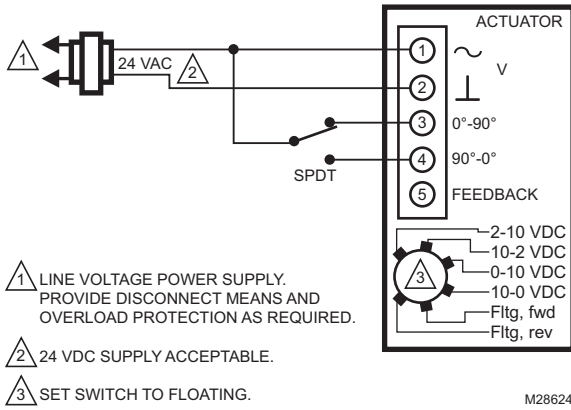 ACTUATOR
1
1
24 VAC
2
V
2
3
0°-90°
4
90°-0°
SPDT
5
FEEDBACK
2-10 VDC
10-2 VDC
3
0-10 VDC
10-0 VDC
Fltg, fwd
Fltg, rev
1 LINE VOLTAGE POWER SUPPLY.
PROVIDE DISCONNECT MEANS AND
OVERLOAD PROTECTION AS REQUIRED.
2 24 VDC SUPPLY ACCEPTABLE.
3 SET SWITCH TO FLOATING.
M28624